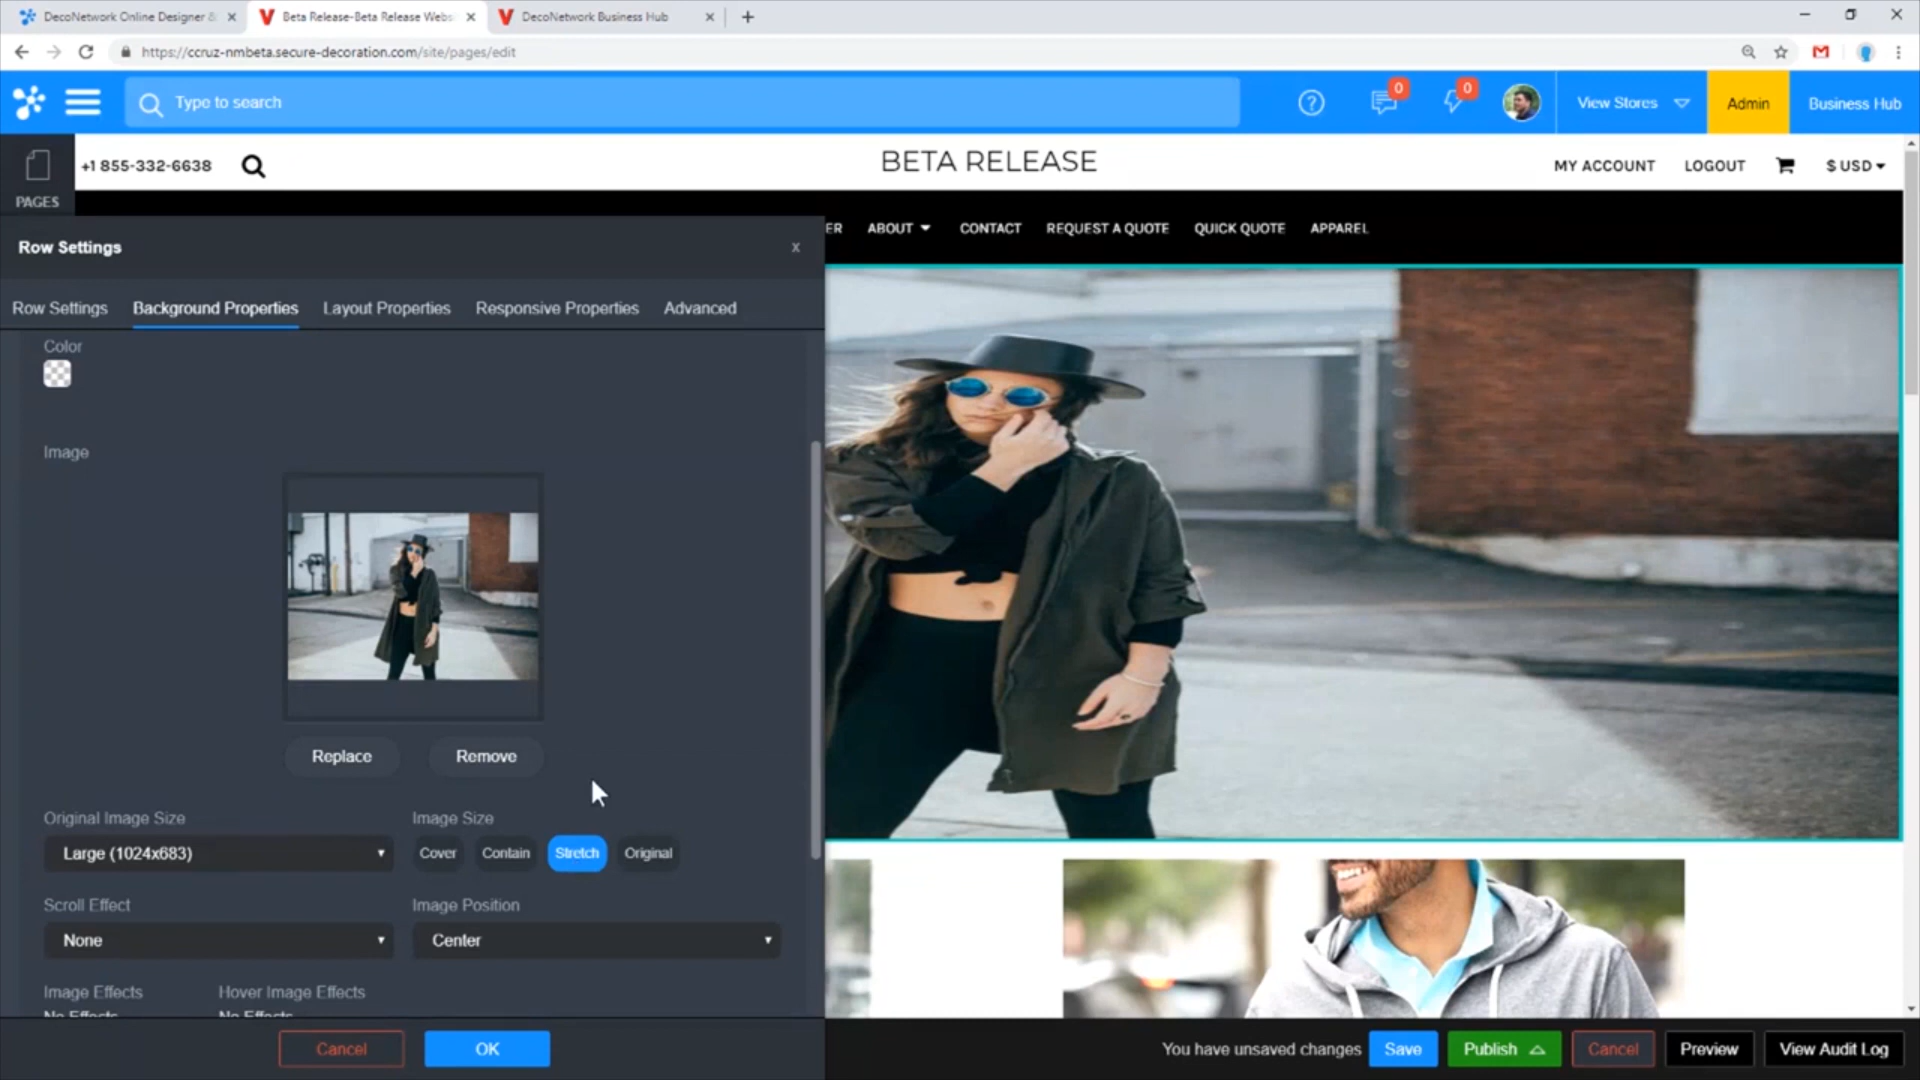 DecoNetwork Online Designer &
Beta Release-Beta Release Webs
DecoNetwork Business Hub
https://ccruz-nmbeta.secure-decoration.com/site/pages/edit
Type to search
0
0
View Stores
Admin
Business Hub
PAGES
+1 855-332-6638
BETA RELEASE
MY ACCOUNT
LOGOUT
$ USD
ER
ABOUT
CONTACT
REQUEST A QUOTE
QUICK QUOTE
APPAREL
Row Settings
x
Row Settings
Background Properties
Layout Properties
Responsive Properties
Advanced
Color
Image
Replace
Remove
Original Image Size
Image Size
Large (1024x683)
Cover
Contain
Stretch
Original
Scroll Effect
Image Position
None
Center
Image Effects
Hover Image Effects
No Effects
No Effects
Cancel
OK
You have unsaved changes
Save
Publish
Cancel
Preview
View Audit Log